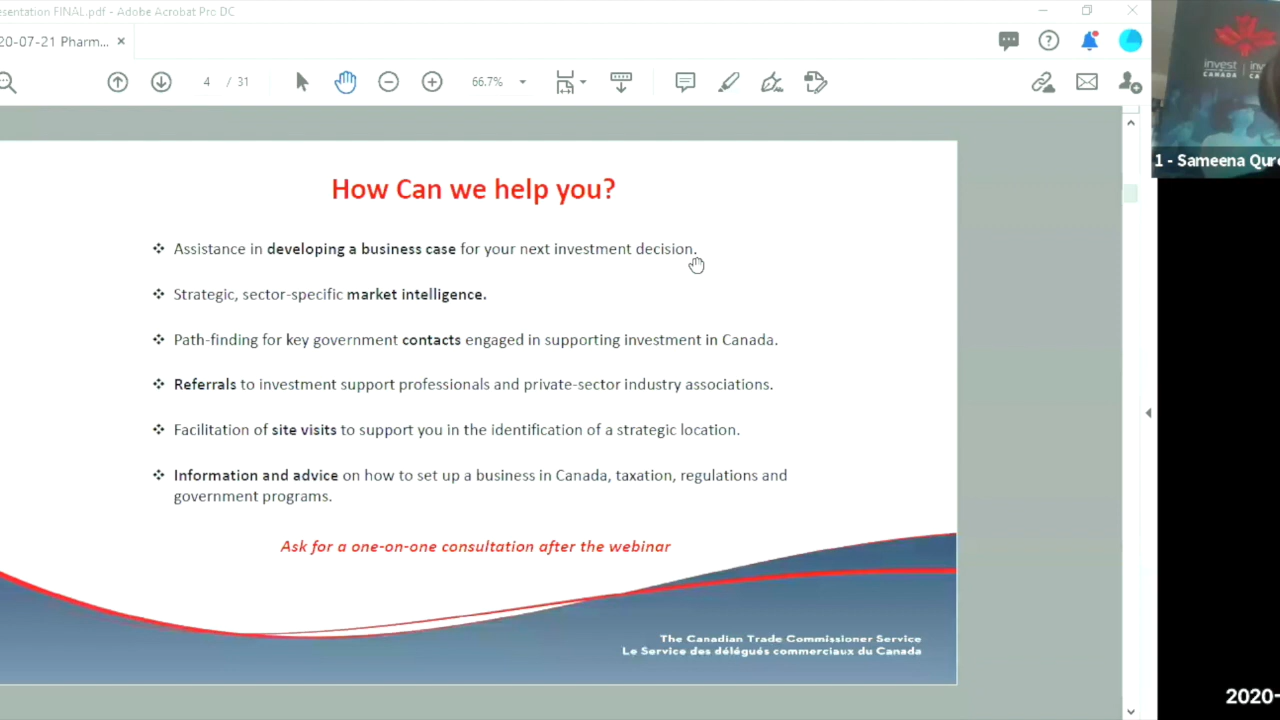 esentation FINAL.pdf - Adobe Acrobat Pro DC
20-07-21 Pharm... ×
4 / 31
66.7%
invest
CANADA
1 - Sameena Qure
How Can we help you?
❖ Assistance in developing a business case for your next investment decision.
❖ Strategic, sector-specific market intelligence.
❖ Path-finding for key government contacts engaged in supporting investment in Canada.
❖ Referrals to investment support professionals and private-sector industry associations.
❖ Facilitation of site visits to support you in the identification of a strategic location.
❖ Information and advice on how to set up a business in Canada, taxation, regulations and
government programs.
Ask for a one-on-one consultation after the webinar
The Canadian Trade Commissioner Service
Le Service des délégués commerciaux du Canada
2020-